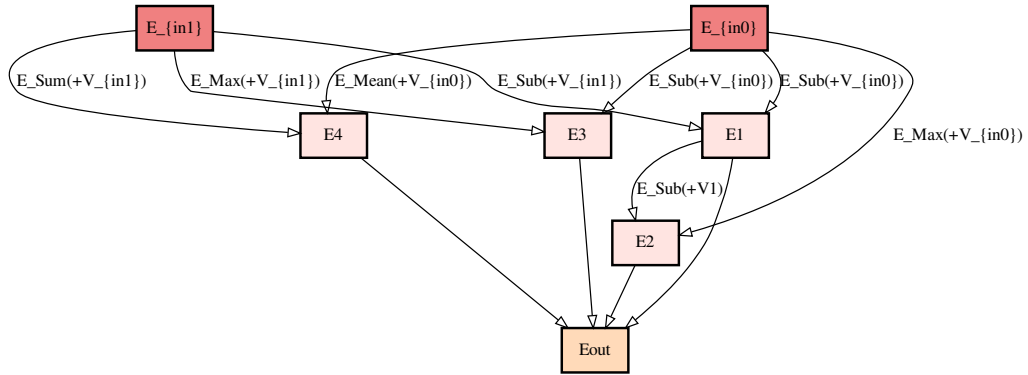 E_{in1}
E_{in0}
E_Sum(+V_{in1})
E_Max(+V_{in1})
E_Mean(+V_{in0})
E_Sub(+V_{in1})
E_Sub(+V_{in0})
E_Sub(+V_{in0})
E_Max(+V_{in0})
E4
E3
E1
E_Sub(+V1)
E2
Eout